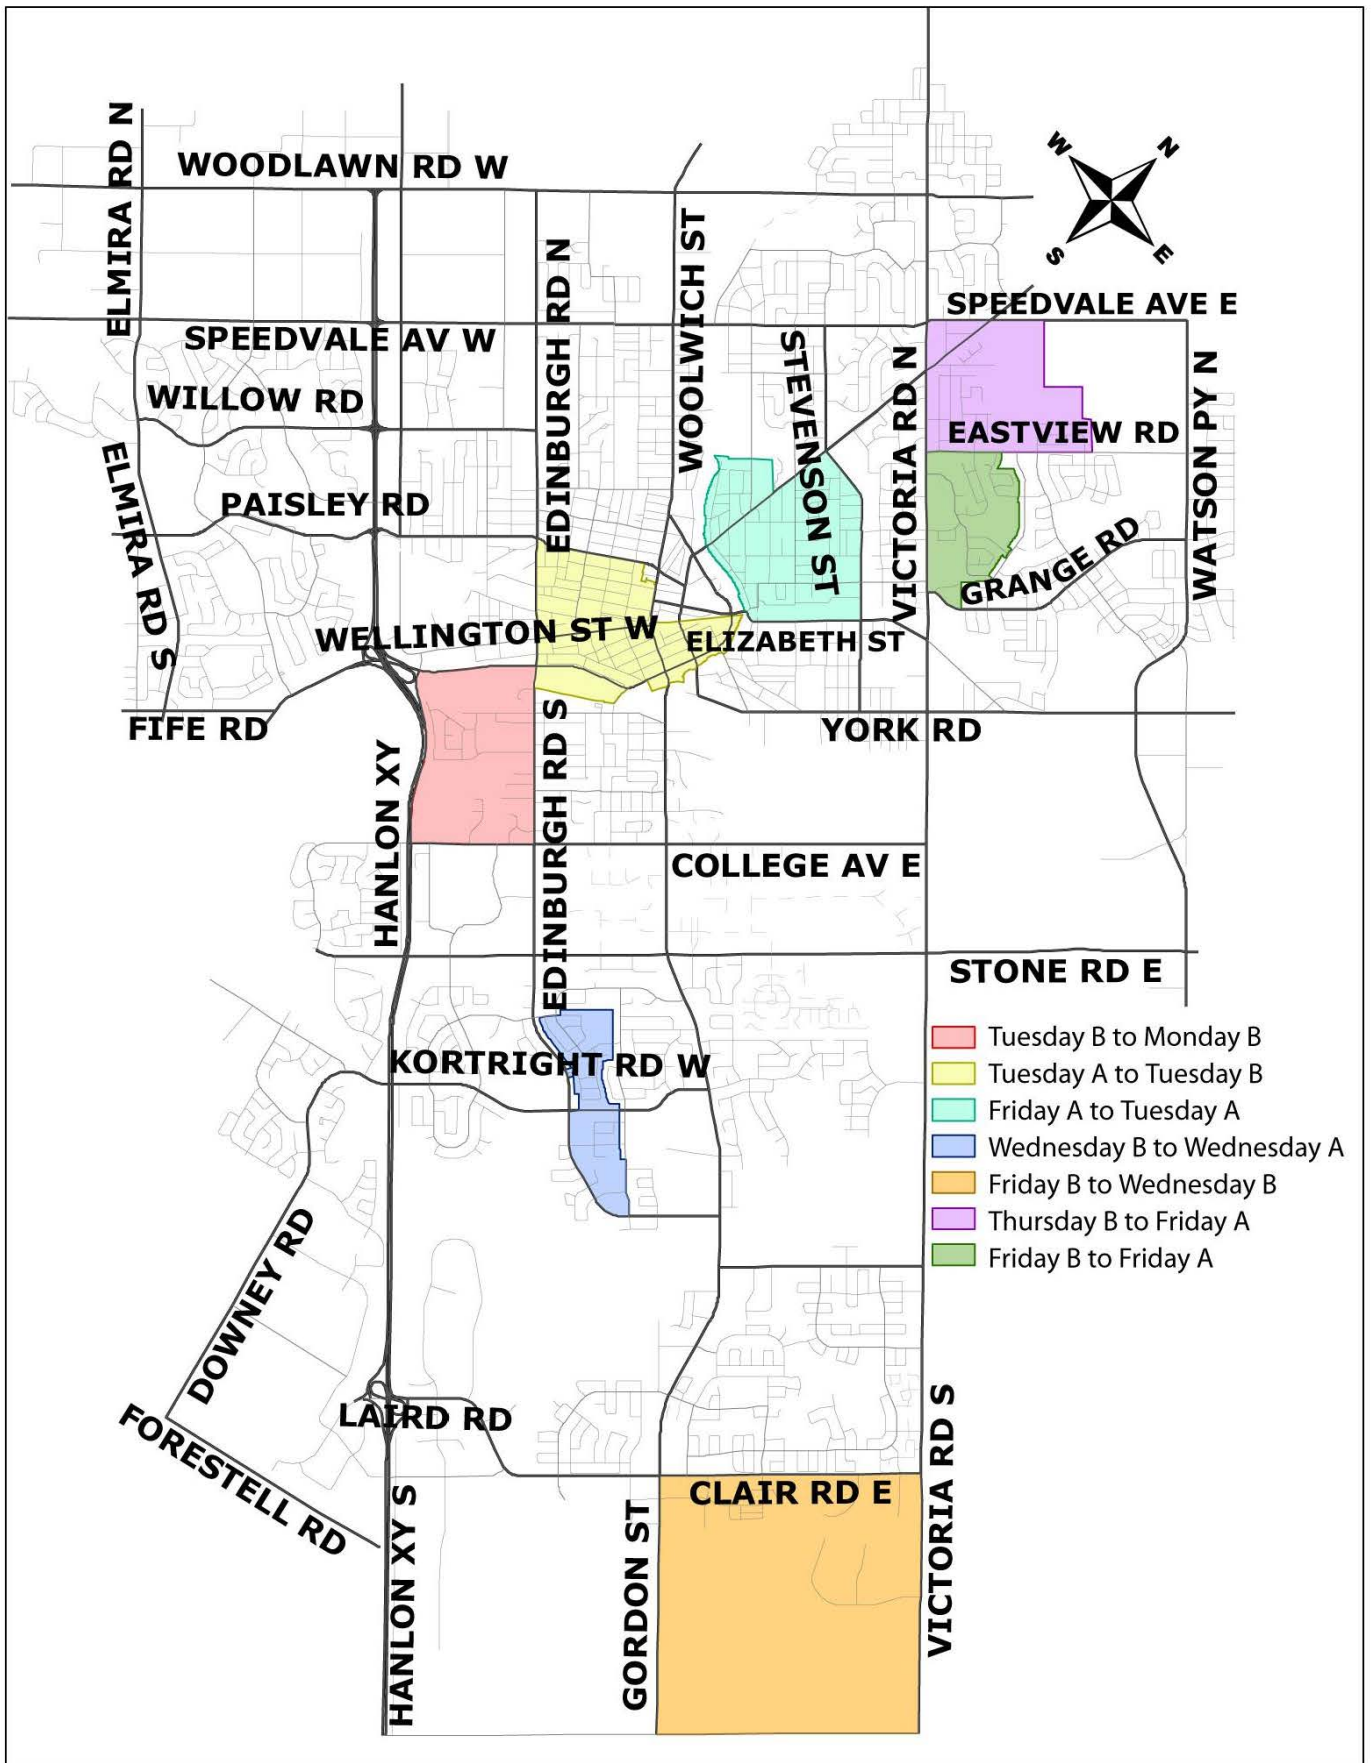 ELMIRA RD N
WOODLAWN RD W
W
N
S
E
WOOLWICH ST
EDINBURGH RD N
SPEEDVALE AVE E
SPEEDVALE AV W
STEVENSON ST
VICTORIA RD N
WATSON PY N
WILLOW RD
EASTVIEW RD
ELMIRA RD S
PAISLEY RD
GRANGE RD
WELLINGTON ST W
ELIZABETH ST
FIFE RD
YORK RD
EDINBURGH RD S
HANLON XY
COLLEGE AV E
STONE RD E
KORTRIGHT RD W
Tuesday B to Monday B
Tuesday A to Tuesday B
Friday A to Tuesday A
Wednesday B to Wednesday A
Friday B to Wednesday B
Thursday B to Friday A
Friday B to Friday A
DOWNEY RD
LAIRD RD
FORESTELL RD
CLAIR RD E
HANLON XY S
GORDON ST
VICTORIA RD S